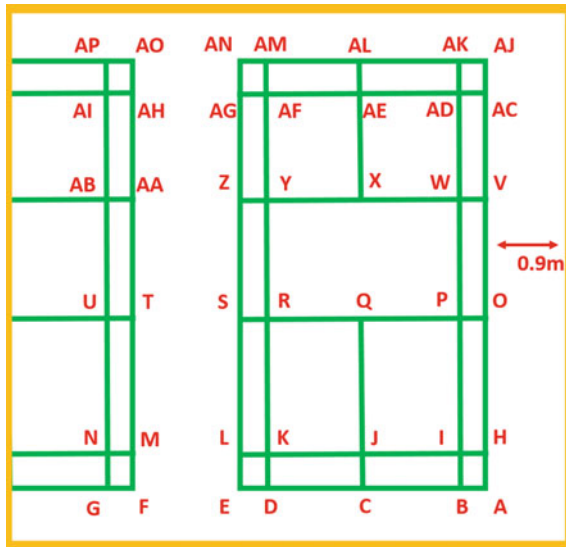 AP AO AN AM AL AK AJ
AI AH AG AF AE AD AC
AB AA Z Y X W V
0.9m
U T S R Q P O
N M L K J I H
G F E D C B A